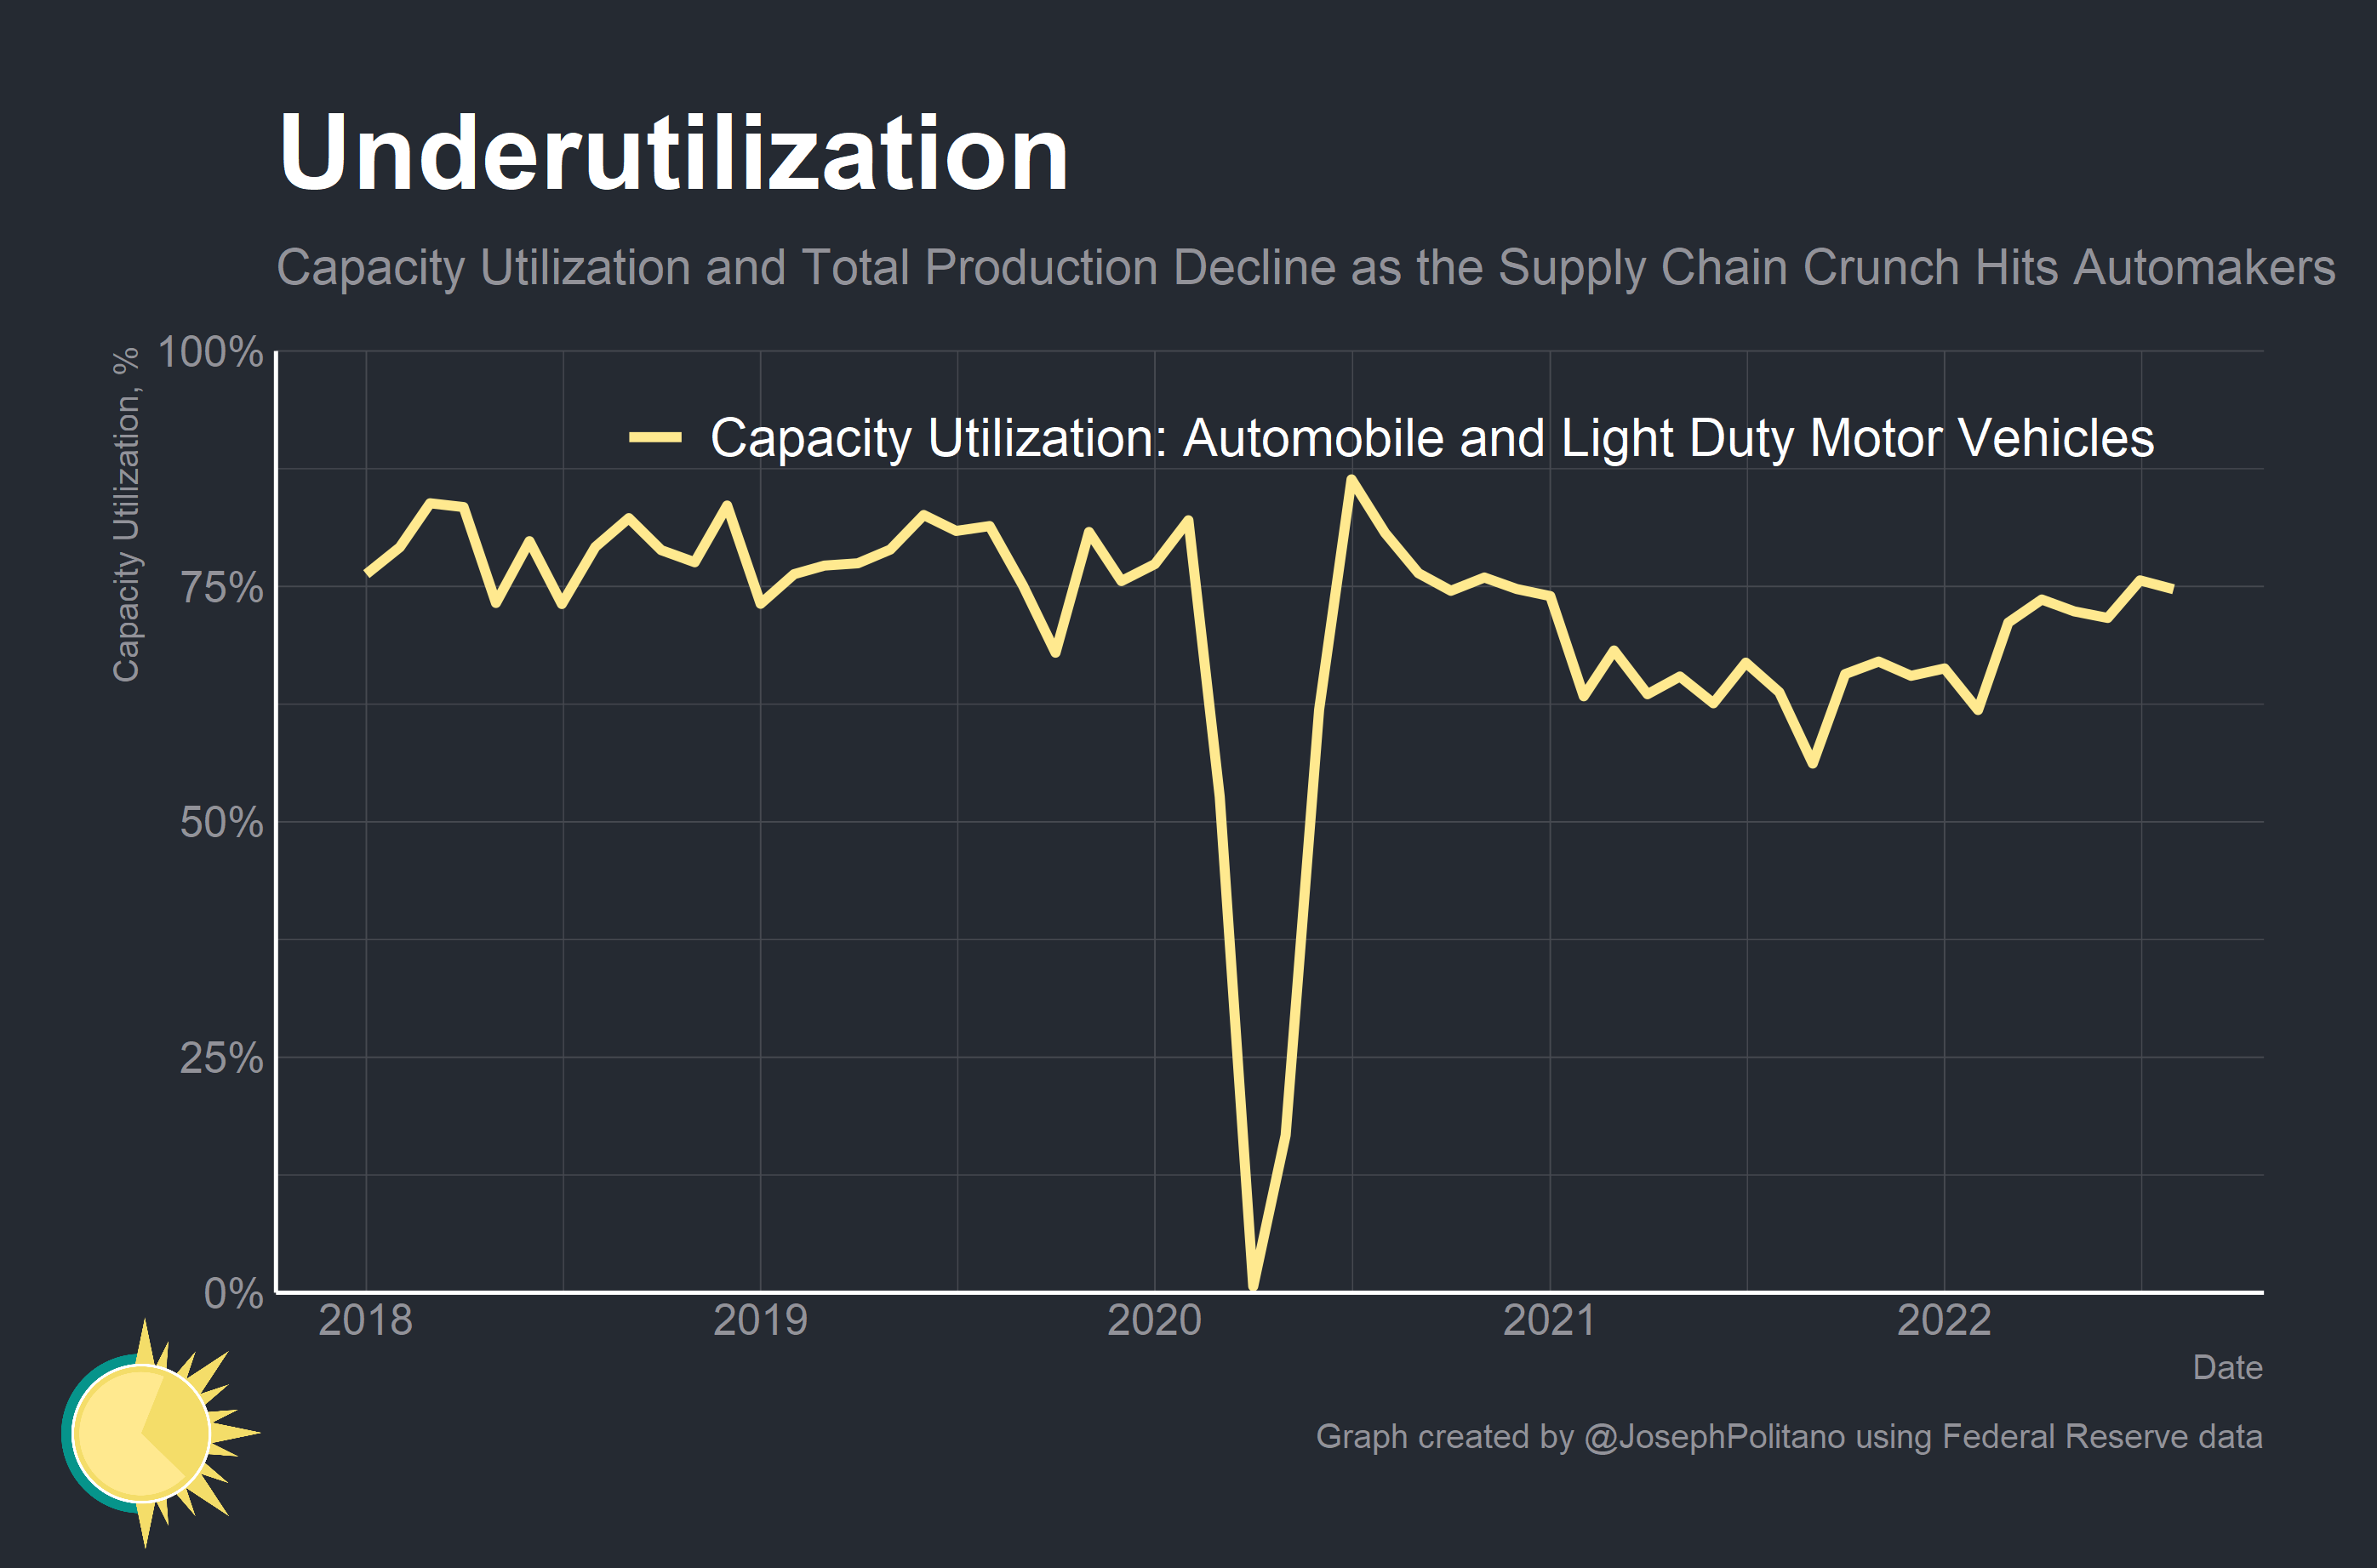 Underutilization
Capacity Utilization and Total Production Decline as the Supply Chain Crunch Hits Automakers
Capacity Utilization, %
100%
75%
50%
25%
0%
Capacity Utilization: Automobile and Light Duty Motor Vehicles
2018
2019
2020
2021
2022
Date
Graph created by @JosephPolitano using Federal Reserve data